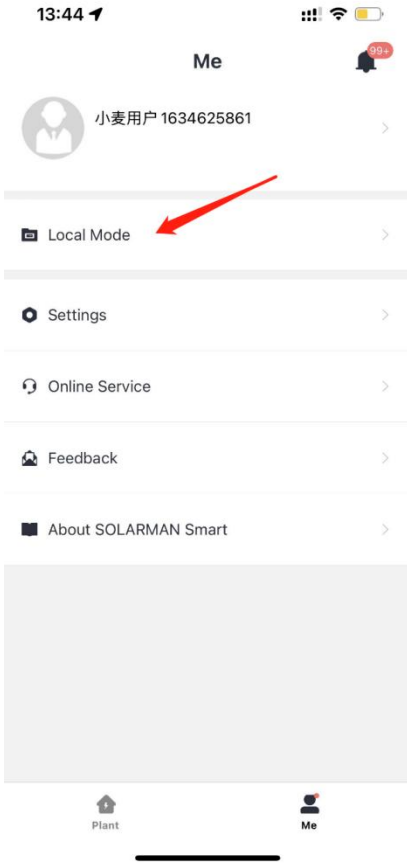 13:44
Me
99+
小麦用户1634625861
Local Mode
Settings
Online Service
Feedback
About SOLARMAN Smart
Plant
Me